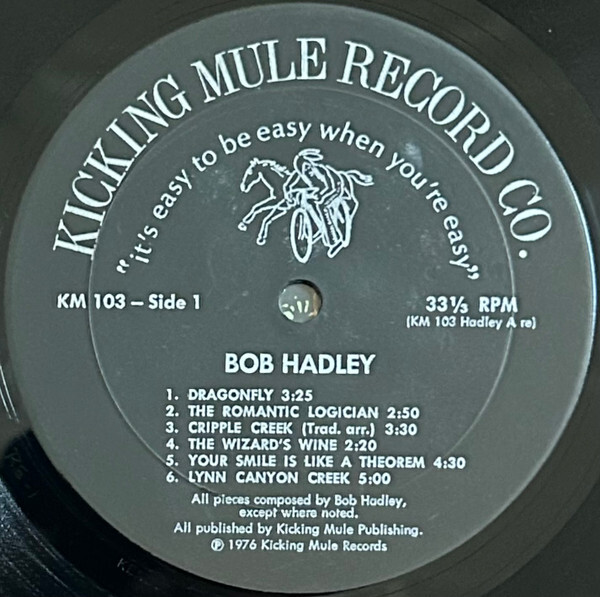 KICKING MULE RECORD CO.
"it's easy to be easy when you're easy"
KM 103 – Side 1
33⅓ RPM
(KM 103 Hadley A re)
BOB HADLEY
1. DRAGONFLY 3:25
2. THE ROMANTIC LOGICIAN 2:50
3. CRIPPLE CREEK (Trad. arr.) 3:30
4. THE WIZARD'S WINE 2:20
5. YOUR SMILE IS LIKE A THEOREM 4:30
6. LYNN CANYON CREEK 5:00
All pieces composed by Bob Hadley,
except where noted.
All published by Kicking Mule Publishing.
℗ 1976 Kicking Mule Records